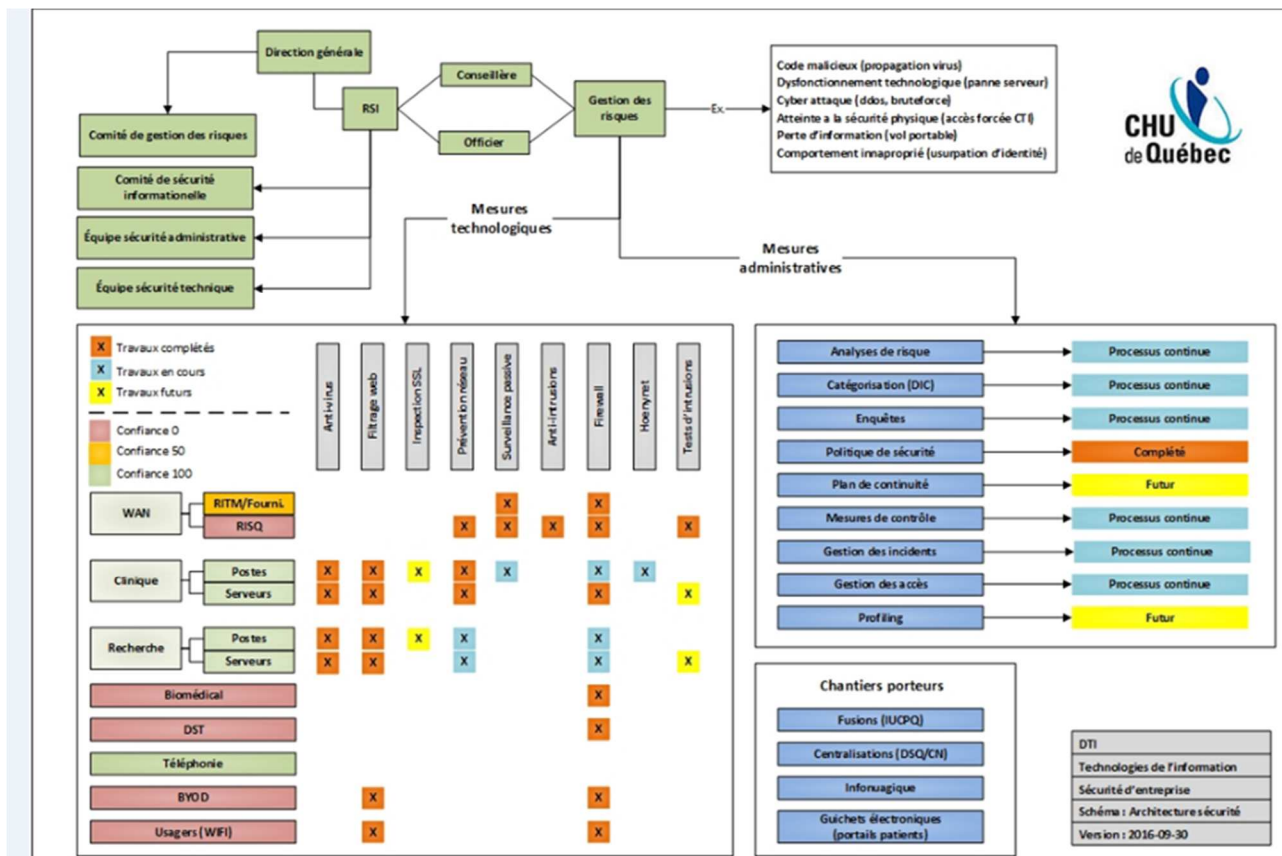 Direction générale
Conseillère
RSI
Gestion des
risques
Officier
Ex.
Code malicieux (propagation virus)
Dysfonctionnement technologique (panne serveur)
Cyber attaque (ddos, bruteforce)
Atteinte a la sécurité physique (accès forcée CTI)
Perte d'information (vol portable)
Comportement innaproprié (usurpation d'identité)
CHU
de Québec
Comité de gestion des risques
Comité de sécurité
informationelle
Équipe sécurité administrative
Équipe sécurité technique
Mesures
technologiques
Mesures
administratives
X Travaux complétés
X Travaux en cours
X Travaux futurs
Confiance 0
Confiance 50
Confiance 100
Antivirus
Filtrage web
Inspection SSL
Prévention réseau
Surveillance passive
Anti-intrusions
Firewall
Hoenynet
Tests d'intrusions
WAN
RITM/Fourni. X X
RISQ X X X X X
Clinique
Postes X X X X X X X
Serveurs X X X X X
Recherche
Postes X X X X X
Serveurs X X X X X
Biomédical X
DST X
Téléphonie
BYOD X X
Usagers (WIFI) X X
Analyses de risque Processus continue
Catégorisation (DIC) Processus continue
Enquêtes Processus continue
Politique de sécurité Complété
Plan de continuité Futur
Mesures de contrôle Processus continue
Gestion des incidents Processus continue
Gestion des accès Processus continue
Profiling Futur
Chantiers porteurs
Fusions (IUCPQ)
Centralisations (DSQ/CN)
Infonuagique
Guichets électroniques
(portails patients)
DTI
Technologies de l'information
Sécurité d'entreprise
Schéma : Architecture sécurité
Version : 2016-09-30